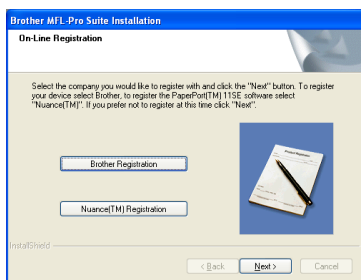 Brother MFL-Pro Suite Installation
On-Line Registration
Select the company you would like to register with and click the "Next" button. To register
your device select Brother, to register the PaperPort(TM) 11SE software select
"Nuance(TM)". If you prefer not to register at this time click "Next".
Brother Registration
Nuance(TM) Registration
InstallShield
< Back
Next >
Cancel